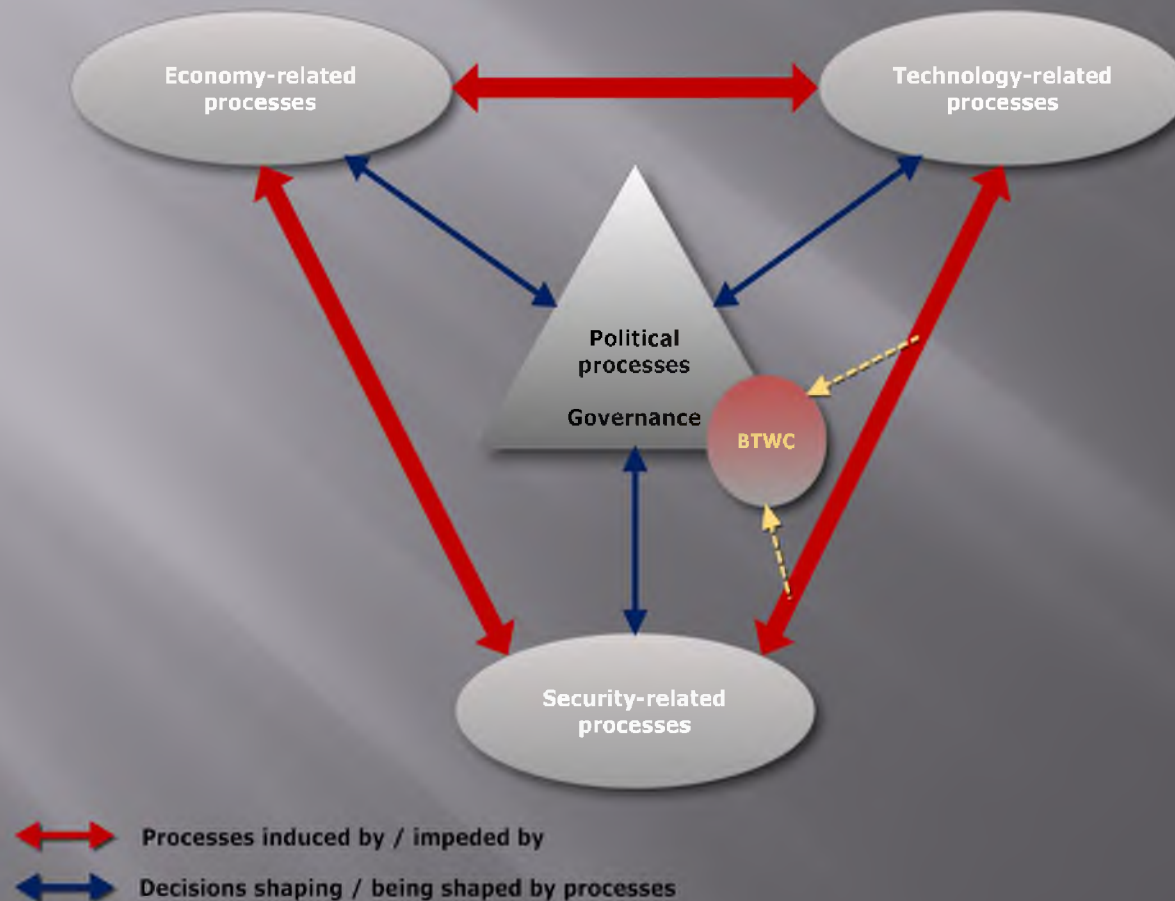 Economy-related
processes
Technology-related
processes
Political
processes
Governance
BTWC
Security-related
processes
Processes induced by / impeded by
Decisions shaping / being shaped by processes